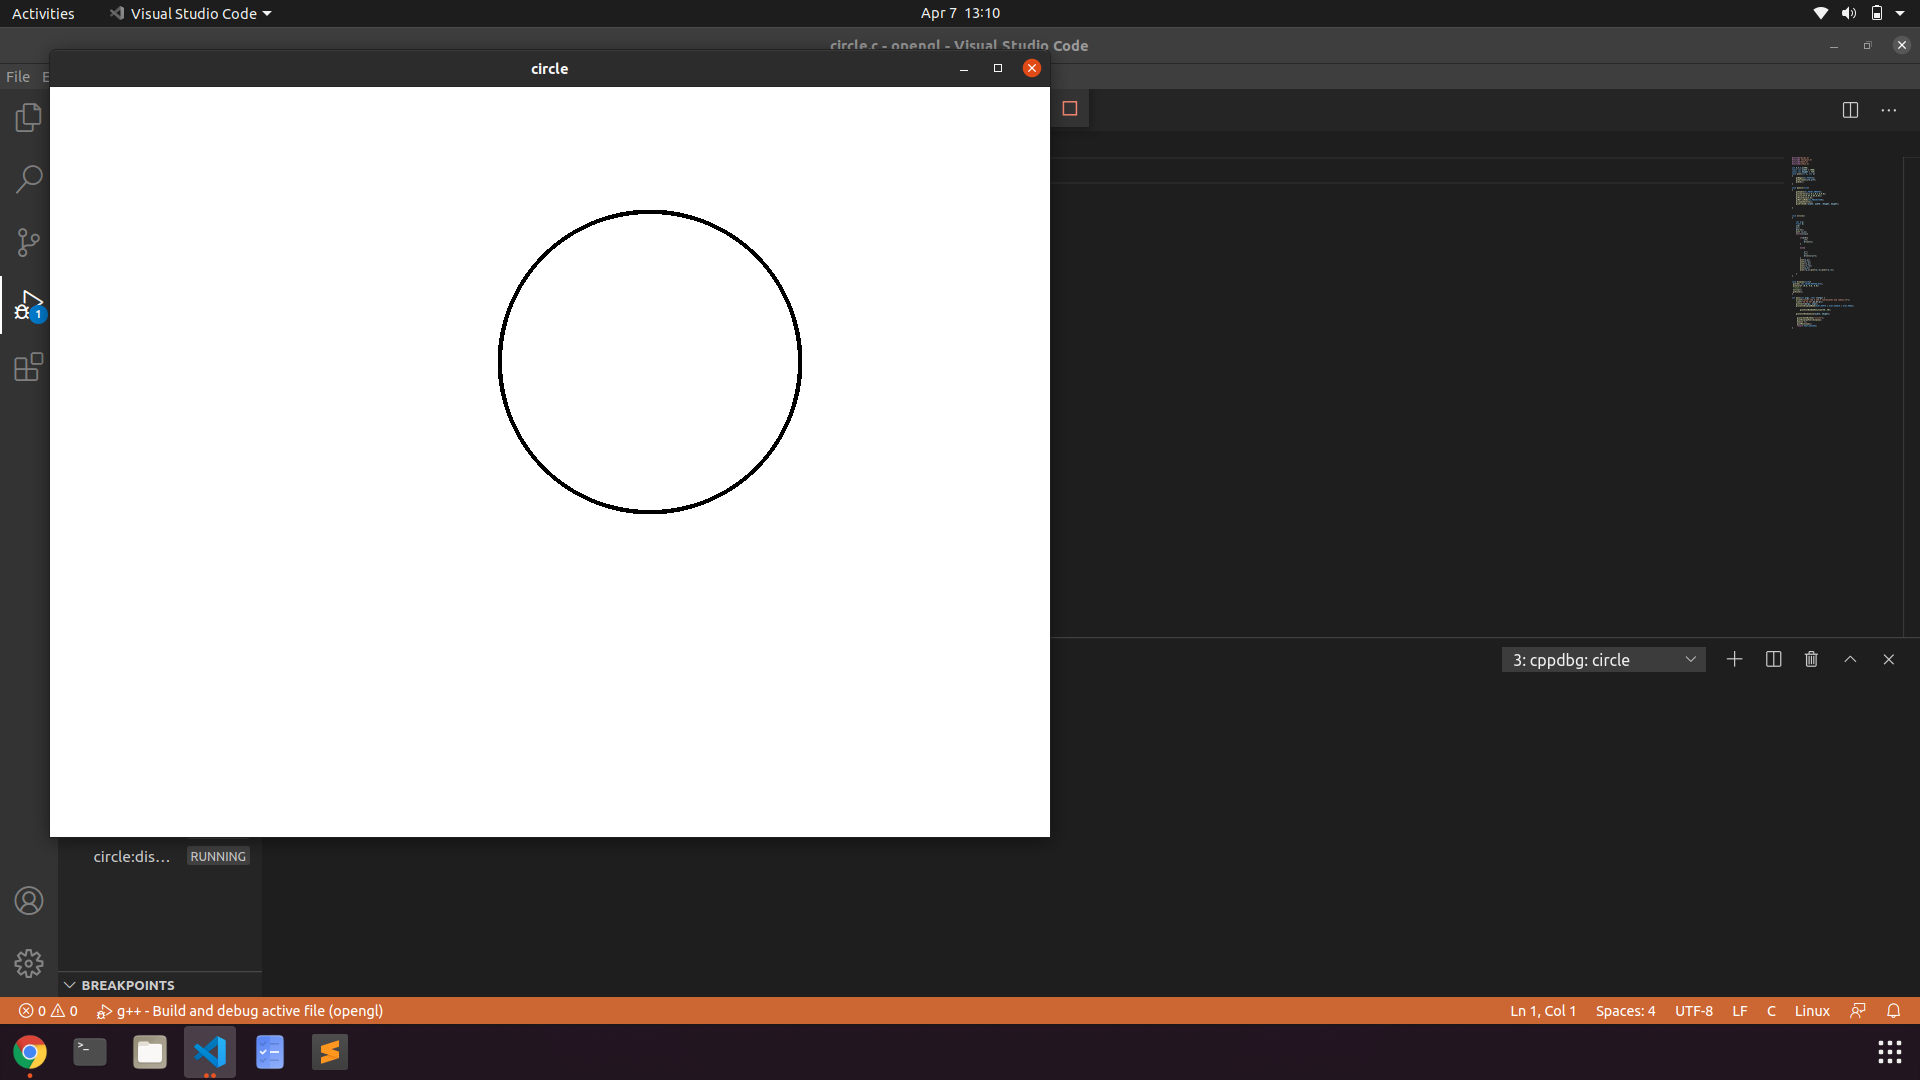 Activities
Visual Studio Code
Apr 7 13:10
circle.c - opengl - Visual Studio Code
File E
circle
1
3: cppdbg: circle
circle:dis… RUNNING
BREAKPOINTS
0 0 g++ - Build and debug active file (opengl)
Ln 1, Col 1 Spaces: 4 UTF-8 LF C Linux
>_